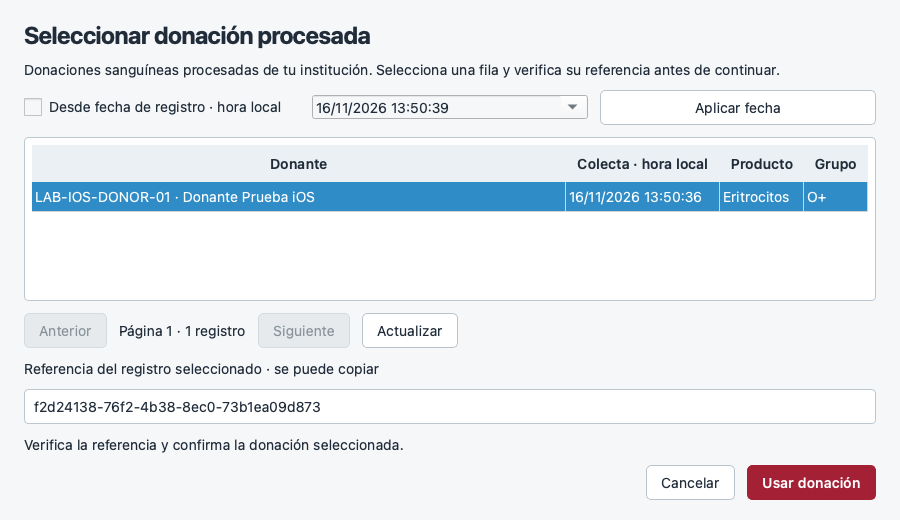 Seleccionar donación procesada
Donaciones sanguíneas procesadas de tu institución. Selecciona una fila y verifica su referencia antes de continuar.
Desde fecha de registro · hora local
16/11/2026 13:50:39
Aplicar fecha
Donante Colecta · hora local Producto Grupo
LAB-IOS-DONOR-01 · Donante Prueba iOS 16/11/2026 13:50:36 Eritrocitos O+
Anterior Página 1 · 1 registro Siguiente Actualizar
Referencia del registro seleccionado · se puede copiar
f2d24138-76f2-4b38-8ec0-73b1ea09d873
Verifica la referencia y confirma la donación seleccionada.
Cancelar Usar donación